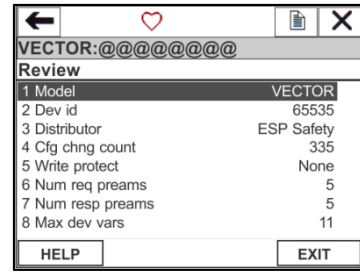 VECTOR:@@@@@@@@
Review
1 Model VECTOR
2 Dev id 65535
3 Distributor ESP Safety
4 Cfg chng count 335
5 Write protect None
6 Num req preams 5
7 Num resp preams 5
8 Max dev vars 11
HELP EXIT